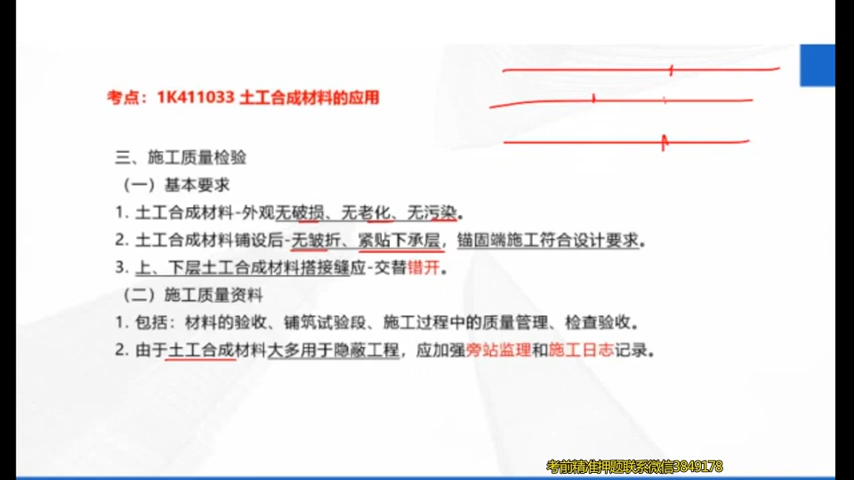 考点：1K411033 土工合成材料的应用
三、施工质量检验
（一）基本要求
1. 土工合成材料-外观无破损、无老化、无污染。
2. 土工合成材料铺设后-无皱折、紧贴下承层，锚固端施工符合设计要求。
3. 上、下层土工合成材料搭接缝应-交替错开。
（二）施工质量资料
1. 包括：材料的验收、铺筑试验段、施工过程中的质量管理、检查验收。
2. 由于土工合成材料大多用于隐蔽工程，应加强旁站监理和施工日志记录。
考前精准押题联系微信3849178